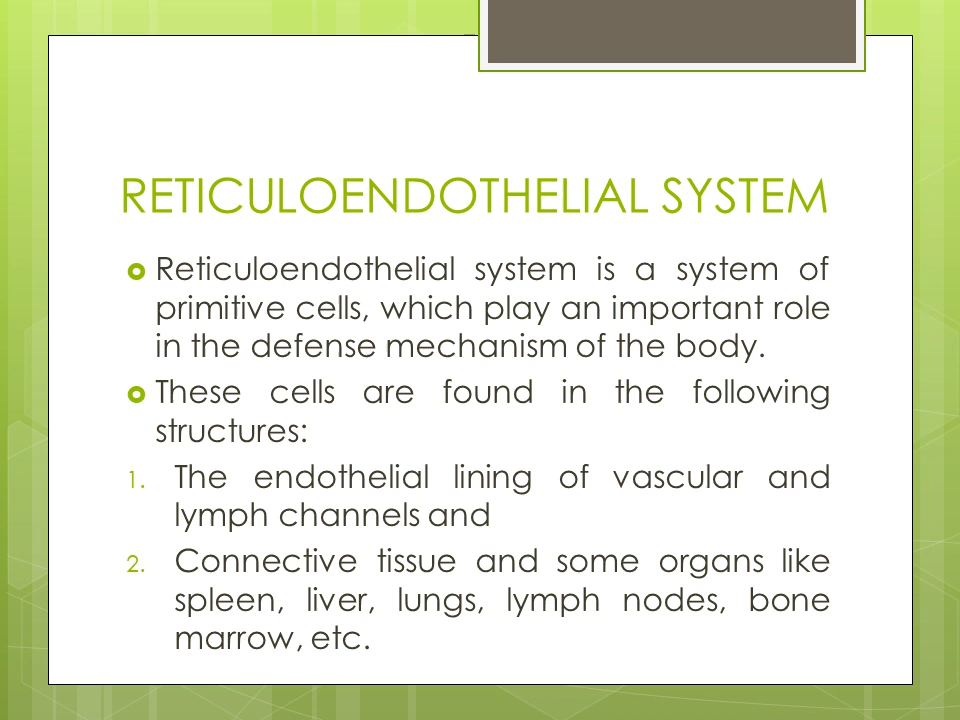 RETICULOENDOTHELIAL SYSTEM
Reticuloendothelial system is a system of
primitive cells, which play an important role
in the defense mechanism of the body.
These cells are found in the following
structures:
1. The endothelial lining of vascular and
lymph channels and
2. Connective tissue and some organs like
spleen, liver, lungs, lymph nodes, bone
marrow, etc.